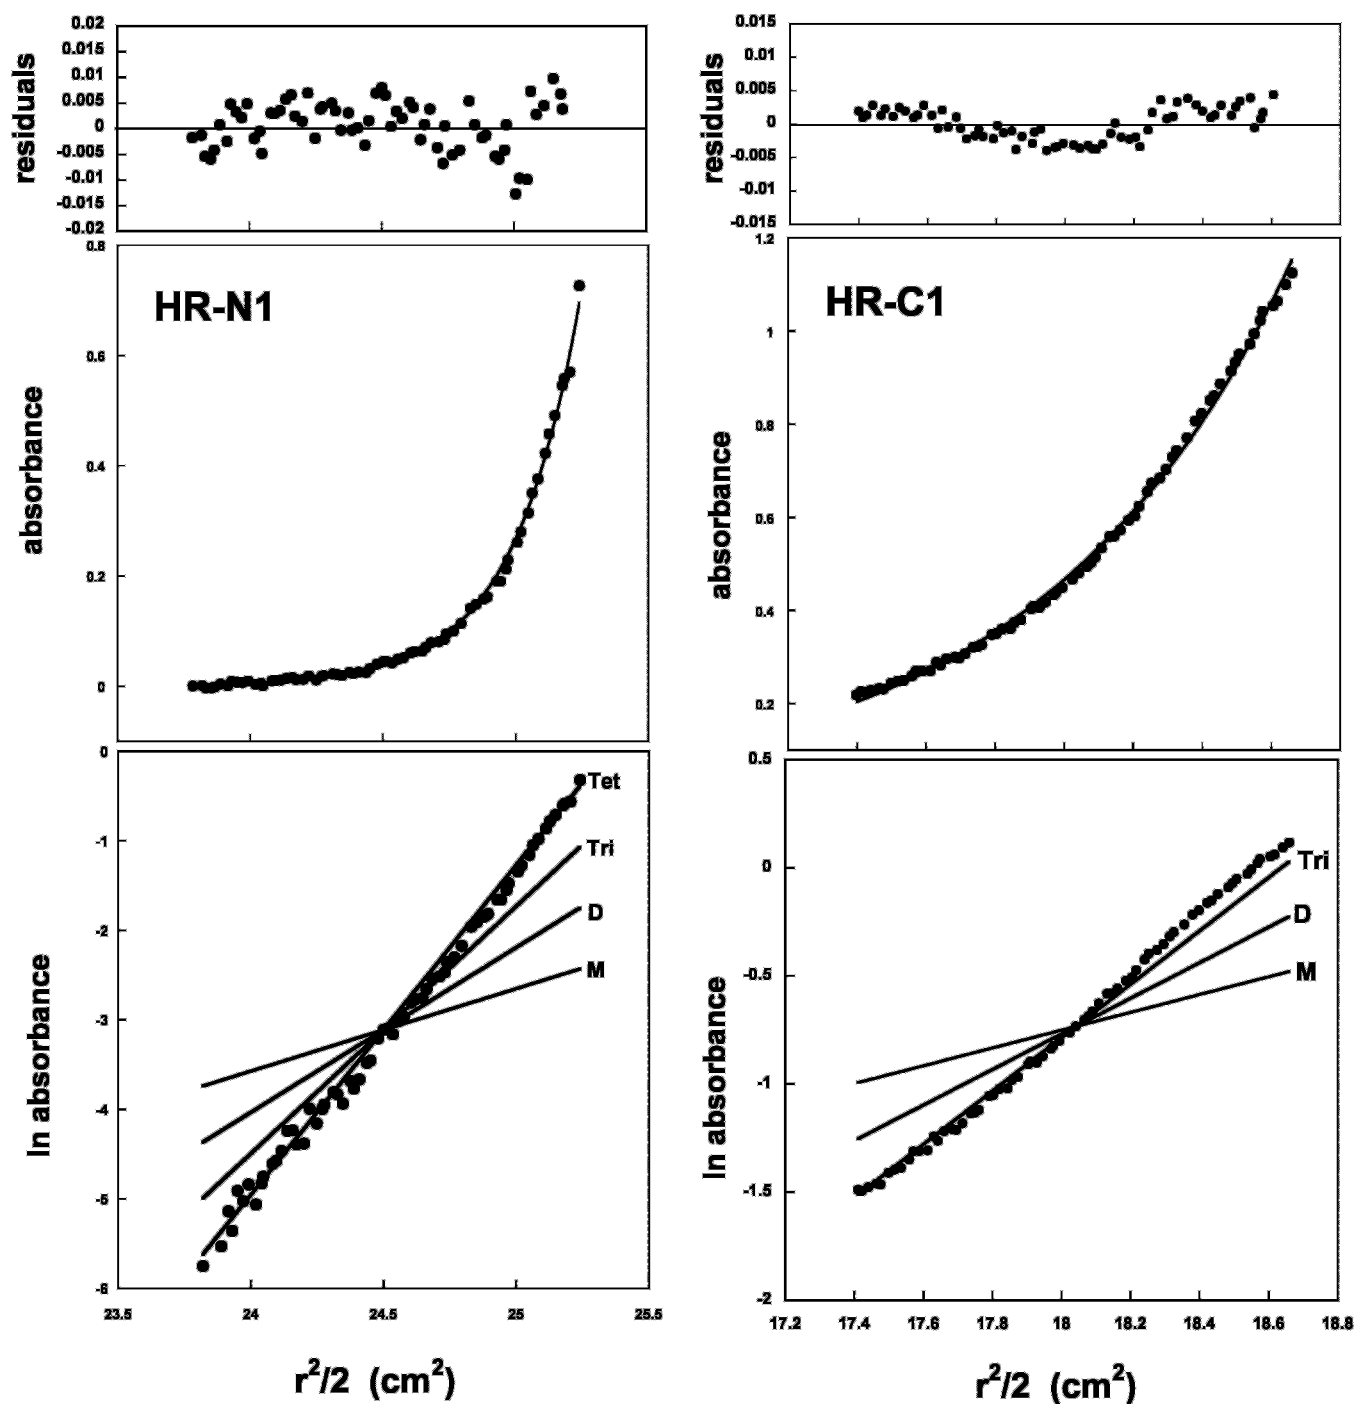 0.02
0.015
0.01
0.005
0
-0.005
-0.01
-0.015
-0.02
residuals
0.8
0.6
0.4
0.2
0
absorbance
HR-N1
0
-1
-2
-3
-4
-5
-6
ln absorbance
Tet
Tri
D
M
23.5 24 24.5 25 25.5
r²/2 (cm²)
0.015
0.01
0.005
0
-0.005
-0.01
-0.015
residuals
1.2
1
0.8
0.6
0.4
0.2
absorbance
HR-C1
0.5
0
-0.5
-1
-1.5
-2
ln absorbance
Tri
D
M
17.2 17.4 17.6 17.8 18 18.2 18.4 18.6 18.8
r²/2 (cm²)